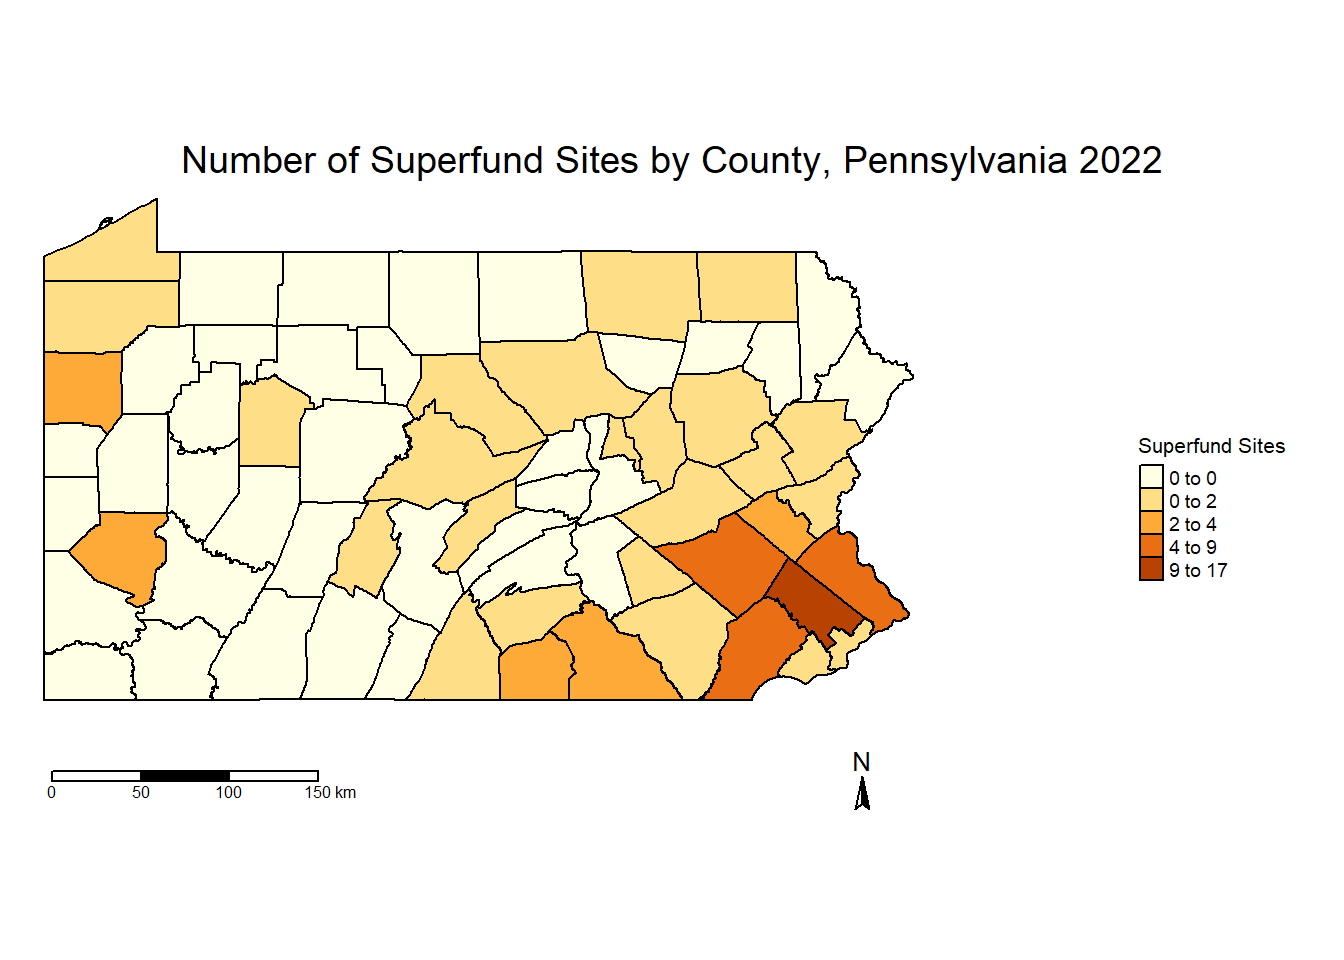 Number of Superfund Sites by County, Pennsylvania 2022
Superfund Sites
0 to 0
0 to 2
2 to 4
4 to 9
9 to 17
N
0 50 100 150 km